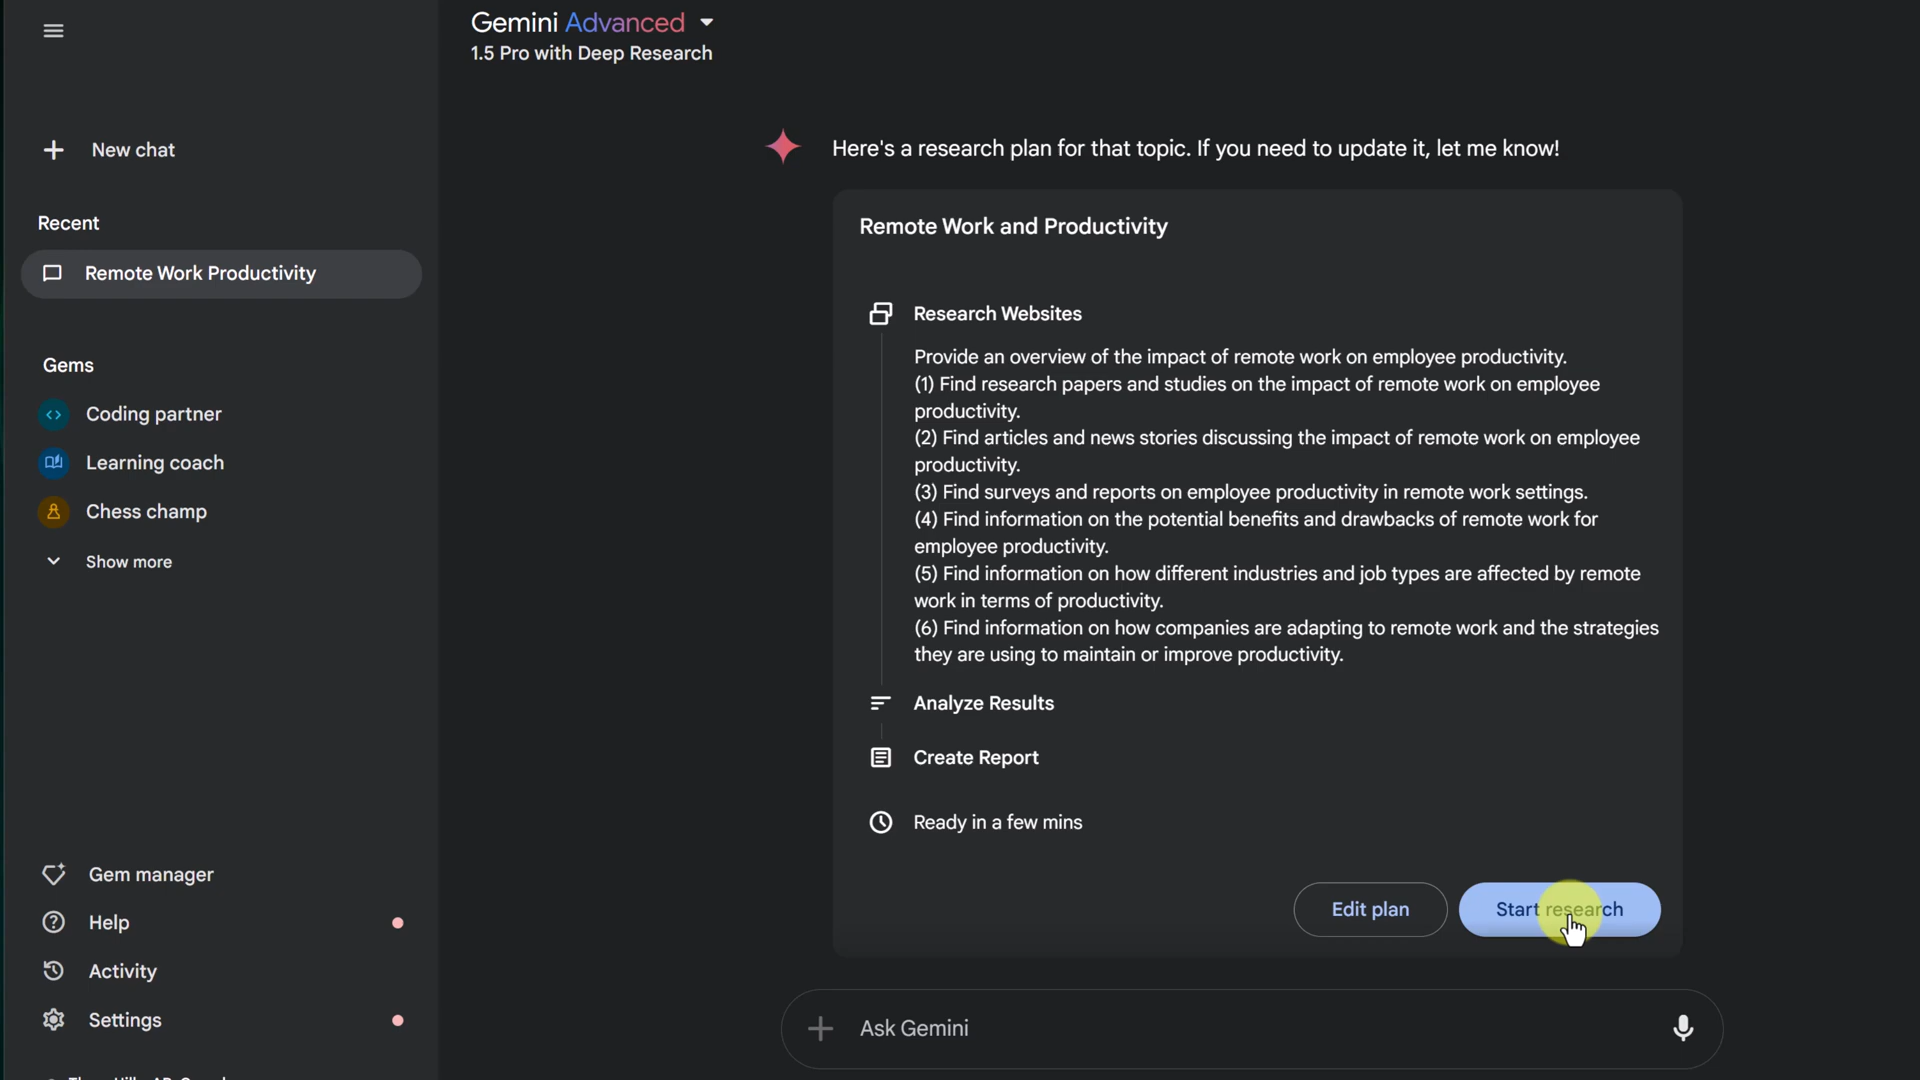 Gemini Advanced
1.5 Pro with Deep Research
New chat
Recent
Remote Work Productivity
Gems
Coding partner
Learning coach
Chess champ
Show more
Gem manager
Help
Activity
Settings
Here's a research plan for that topic. If you need to update it, let me know!
Remote Work and Productivity
Research Websites
Provide an overview of the impact of remote work on employee productivity.
(1) Find research papers and studies on the impact of remote work on employee
productivity.
(2) Find articles and news stories discussing the impact of remote work on employee
productivity.
(3) Find surveys and reports on employee productivity in remote work settings.
(4) Find information on the potential benefits and drawbacks of remote work for
employee productivity.
(5) Find information on how different industries and job types are affected by remote
work in terms of productivity.
(6) Find information on how companies are adapting to remote work and the strategies
they are using to maintain or improve productivity.
Analyze Results
Create Report
Ready in a few mins
Edit plan
Start research
Ask Gemini